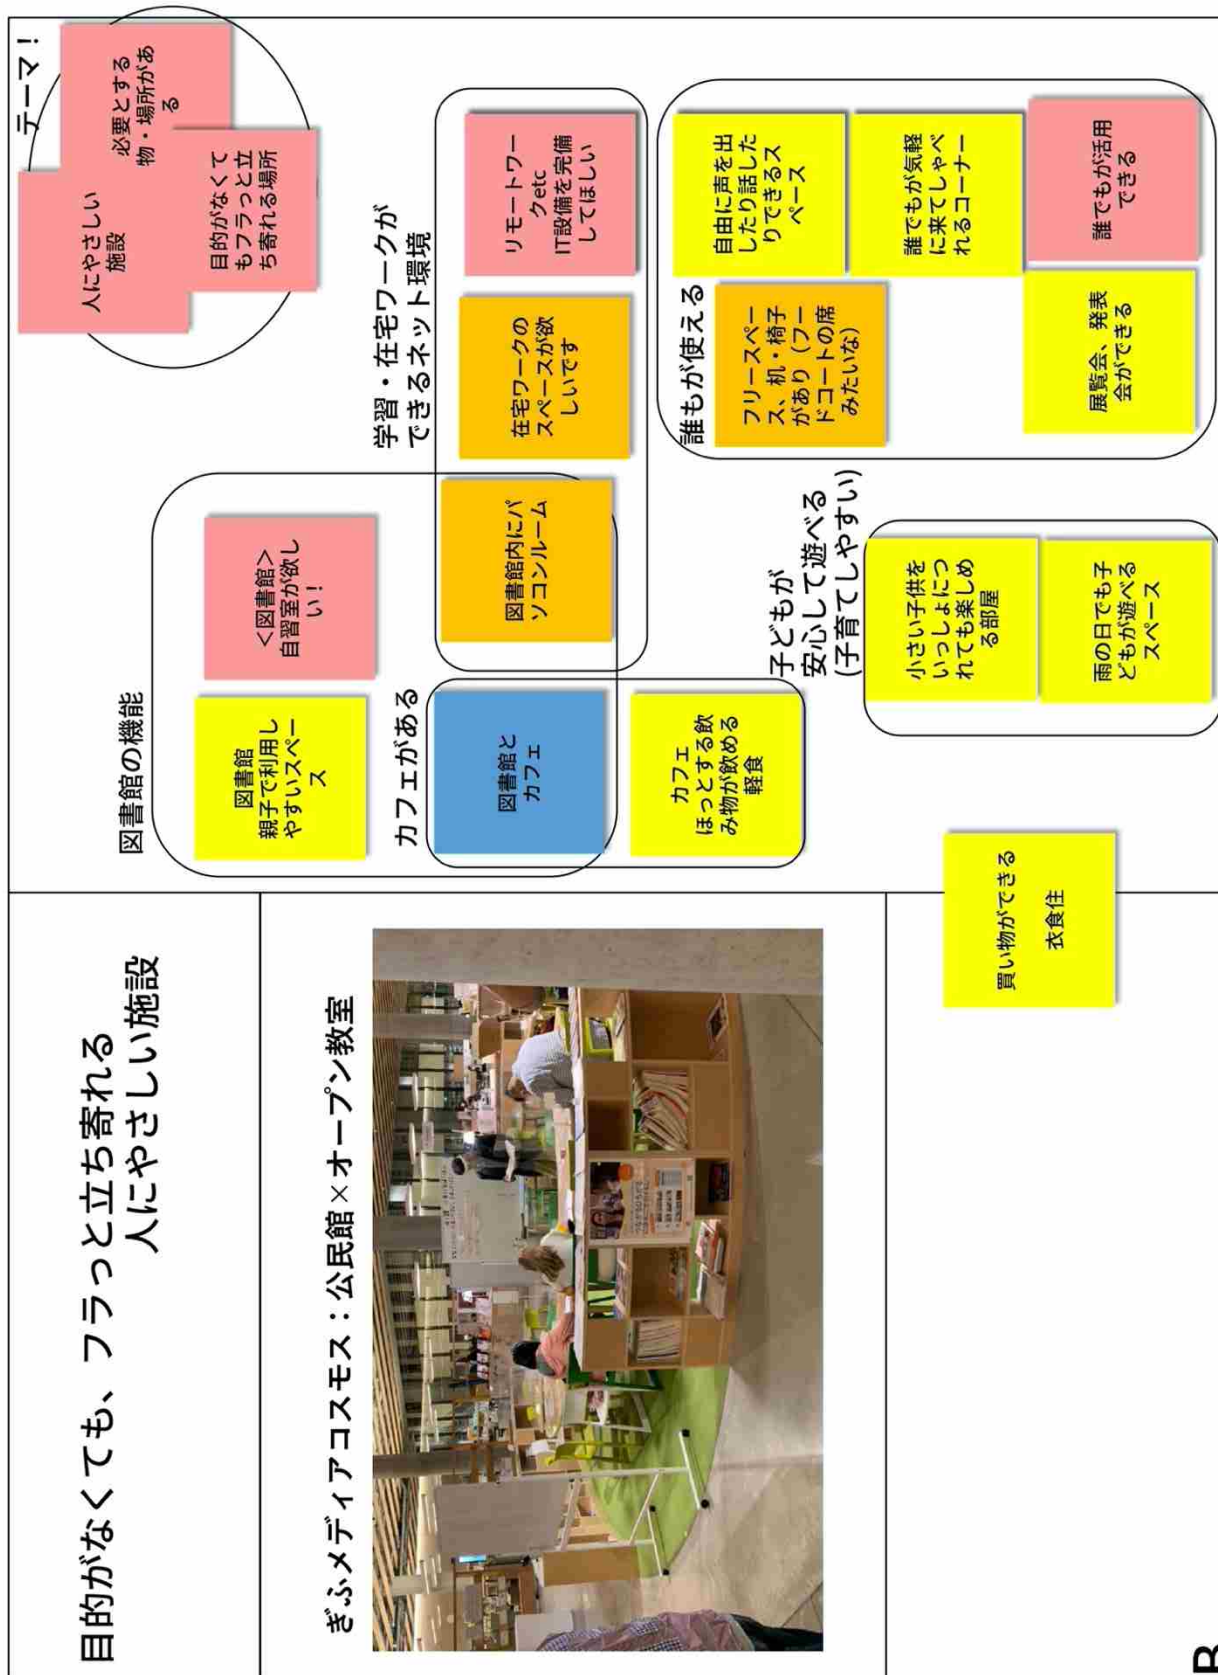 目的がなくても、フラっと立ち寄れる
人にやさしい施設
ぎふメディアコスモス：公民館×オープン教室
B
テーマ！
人にやさしい
施設
必要とする
物・場所があ
る
目的がなくて
もフラっと立
ち寄れる場所
図書館の機能
図書館
親子で利用し
やすいスペー
ス
＜図書館＞
自習室が欲し
い！
学習・在宅ワークが
できるネット環境
図書館内にパ
ソコンルーム
在宅ワークの
スペースが欲
しいです
リモートワー
クetc
IT設備を完備
してほしい
カフェがある
図書館と
カフェ
カフェ
ほっとする飲
み物が飲める
軽食
誰もが使える
フリースペー
ス、机・椅子
があり（フー
ドコートの席
みたいな）
自由に声を出
したり話した
りできるス
ペース
誰でもが気軽
に来てしゃべ
れるコーナー
展覧会、発表
会ができる
誰でもが活用
できる
子どもが
安心して遊べる
(子育てしやすい)
小さい子供を
いっしょにつ
れても楽しめ
る部屋
雨の日でも子
どもが遊べる
スペース
買い物ができる
衣食住